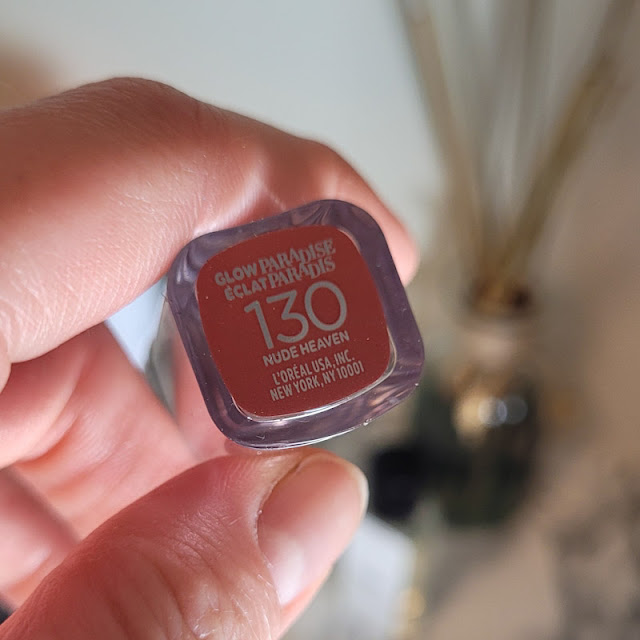 GLOW PARADISE
ÉCLAT PARADIS
130
NUDE HEAVEN
L'ORÉAL USA, INC.
NEW YORK, NY 10001